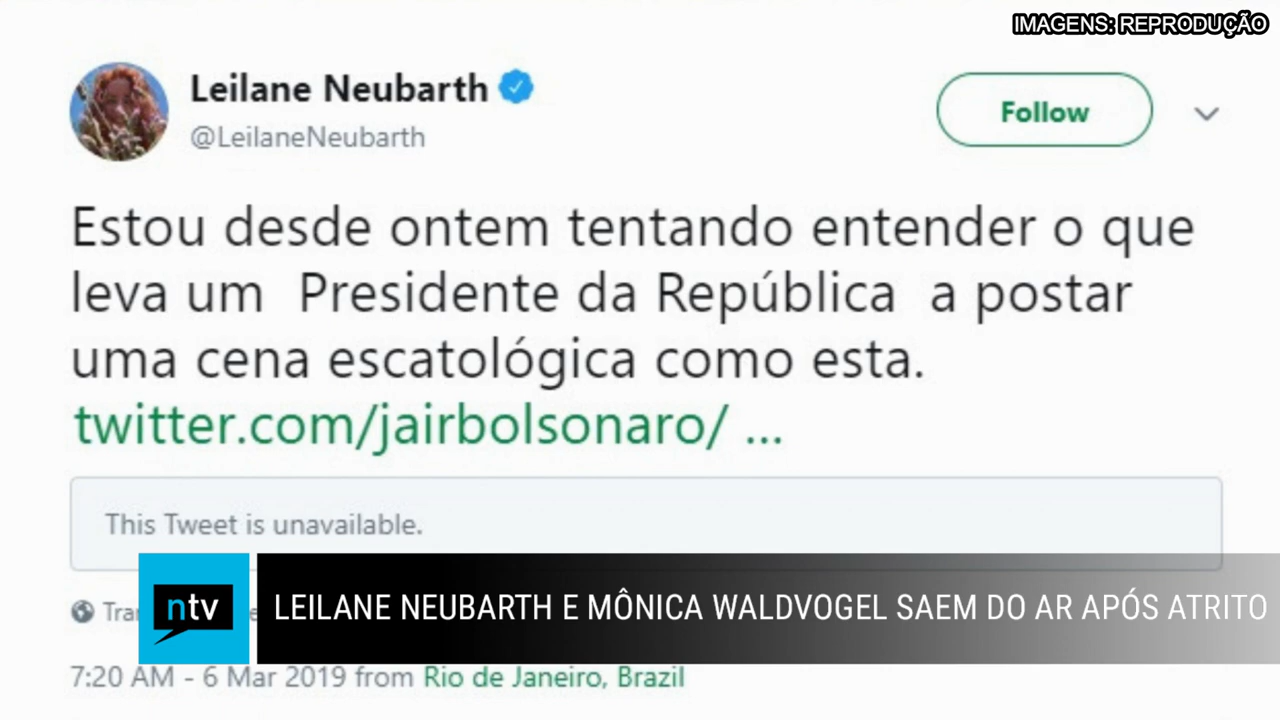 IMAGENS: REPRODUÇÃO
Leilane Neubarth
@LeilaneNeubarth
Follow
Estou desde ontem tentando entender o que
leva um Presidente da República a postar
uma cena escatológica como esta.
twitter.com/jairbolsonaro/ ...
This Tweet is unavailable.
ntv
LEILANE NEUBARTH E MÔNICA WALDVOGEL SAEM DO AR APÓS ATRITO
7:20 AM - 6 Mar 2019 from Rio de Janeiro, Brazil